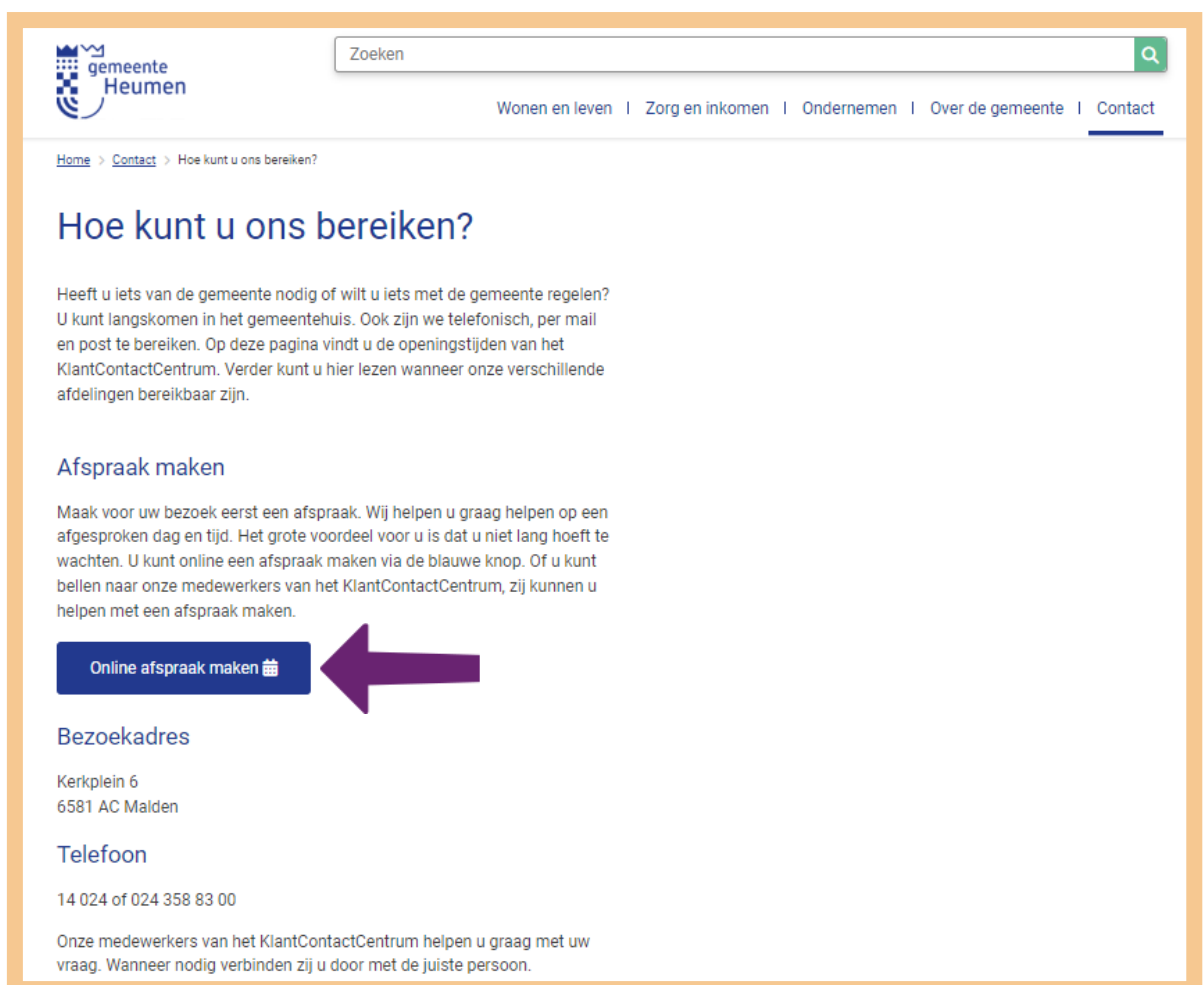 gemeente
Heumen
Zoeken
Wonen en leven | Zorg en inkomen | Ondernemen | Over de gemeente | Contact
Home > Contact > Hoe kunt u ons bereiken?
Hoe kunt u ons bereiken?
Heeft u iets van de gemeente nodig of wilt u iets met de gemeente regelen?
U kunt langskomen in het gemeentehuis. Ook zijn we telefonisch, per mail
en post te bereiken. Op deze pagina vindt u de openingstijden van het
KlantContactCentrum. Verder kunt u hier lezen wanneer onze verschillende
afdelingen bereikbaar zijn.
Afspraak maken
Maak voor uw bezoek eerst een afspraak. Wij helpen u graag helpen op een
afgesproken dag en tijd. Het grote voordeel voor u is dat u niet lang hoeft te
wachten. U kunt online een afspraak maken via de blauwe knop. Of u kunt
bellen naar onze medewerkers van het KlantContactCentrum, zij kunnen u
helpen met een afspraak maken.
Online afspraak maken
Bezoekadres
Kerkplein 6
6581 AC Malden
Telefoon
14 024 of 024 358 83 00
Onze medewerkers van het KlantContactCentrum helpen u graag met uw
vraag. Wanneer nodig verbinden zij u door met de juiste persoon.